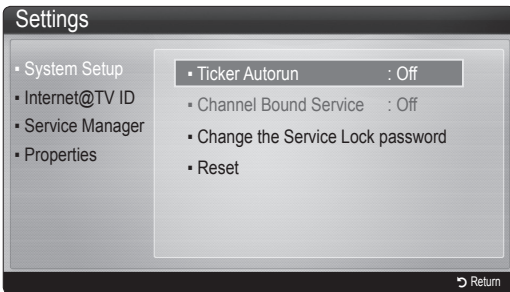 Settings
▪ System Setup
▪ Internet@TV ID
▪ Service Manager
▪ Properties
▪ Ticker Autorun : Off
▪ Channel Bound Service : Off
▪ Change the Service Lock password
▪ Reset
↩ Return